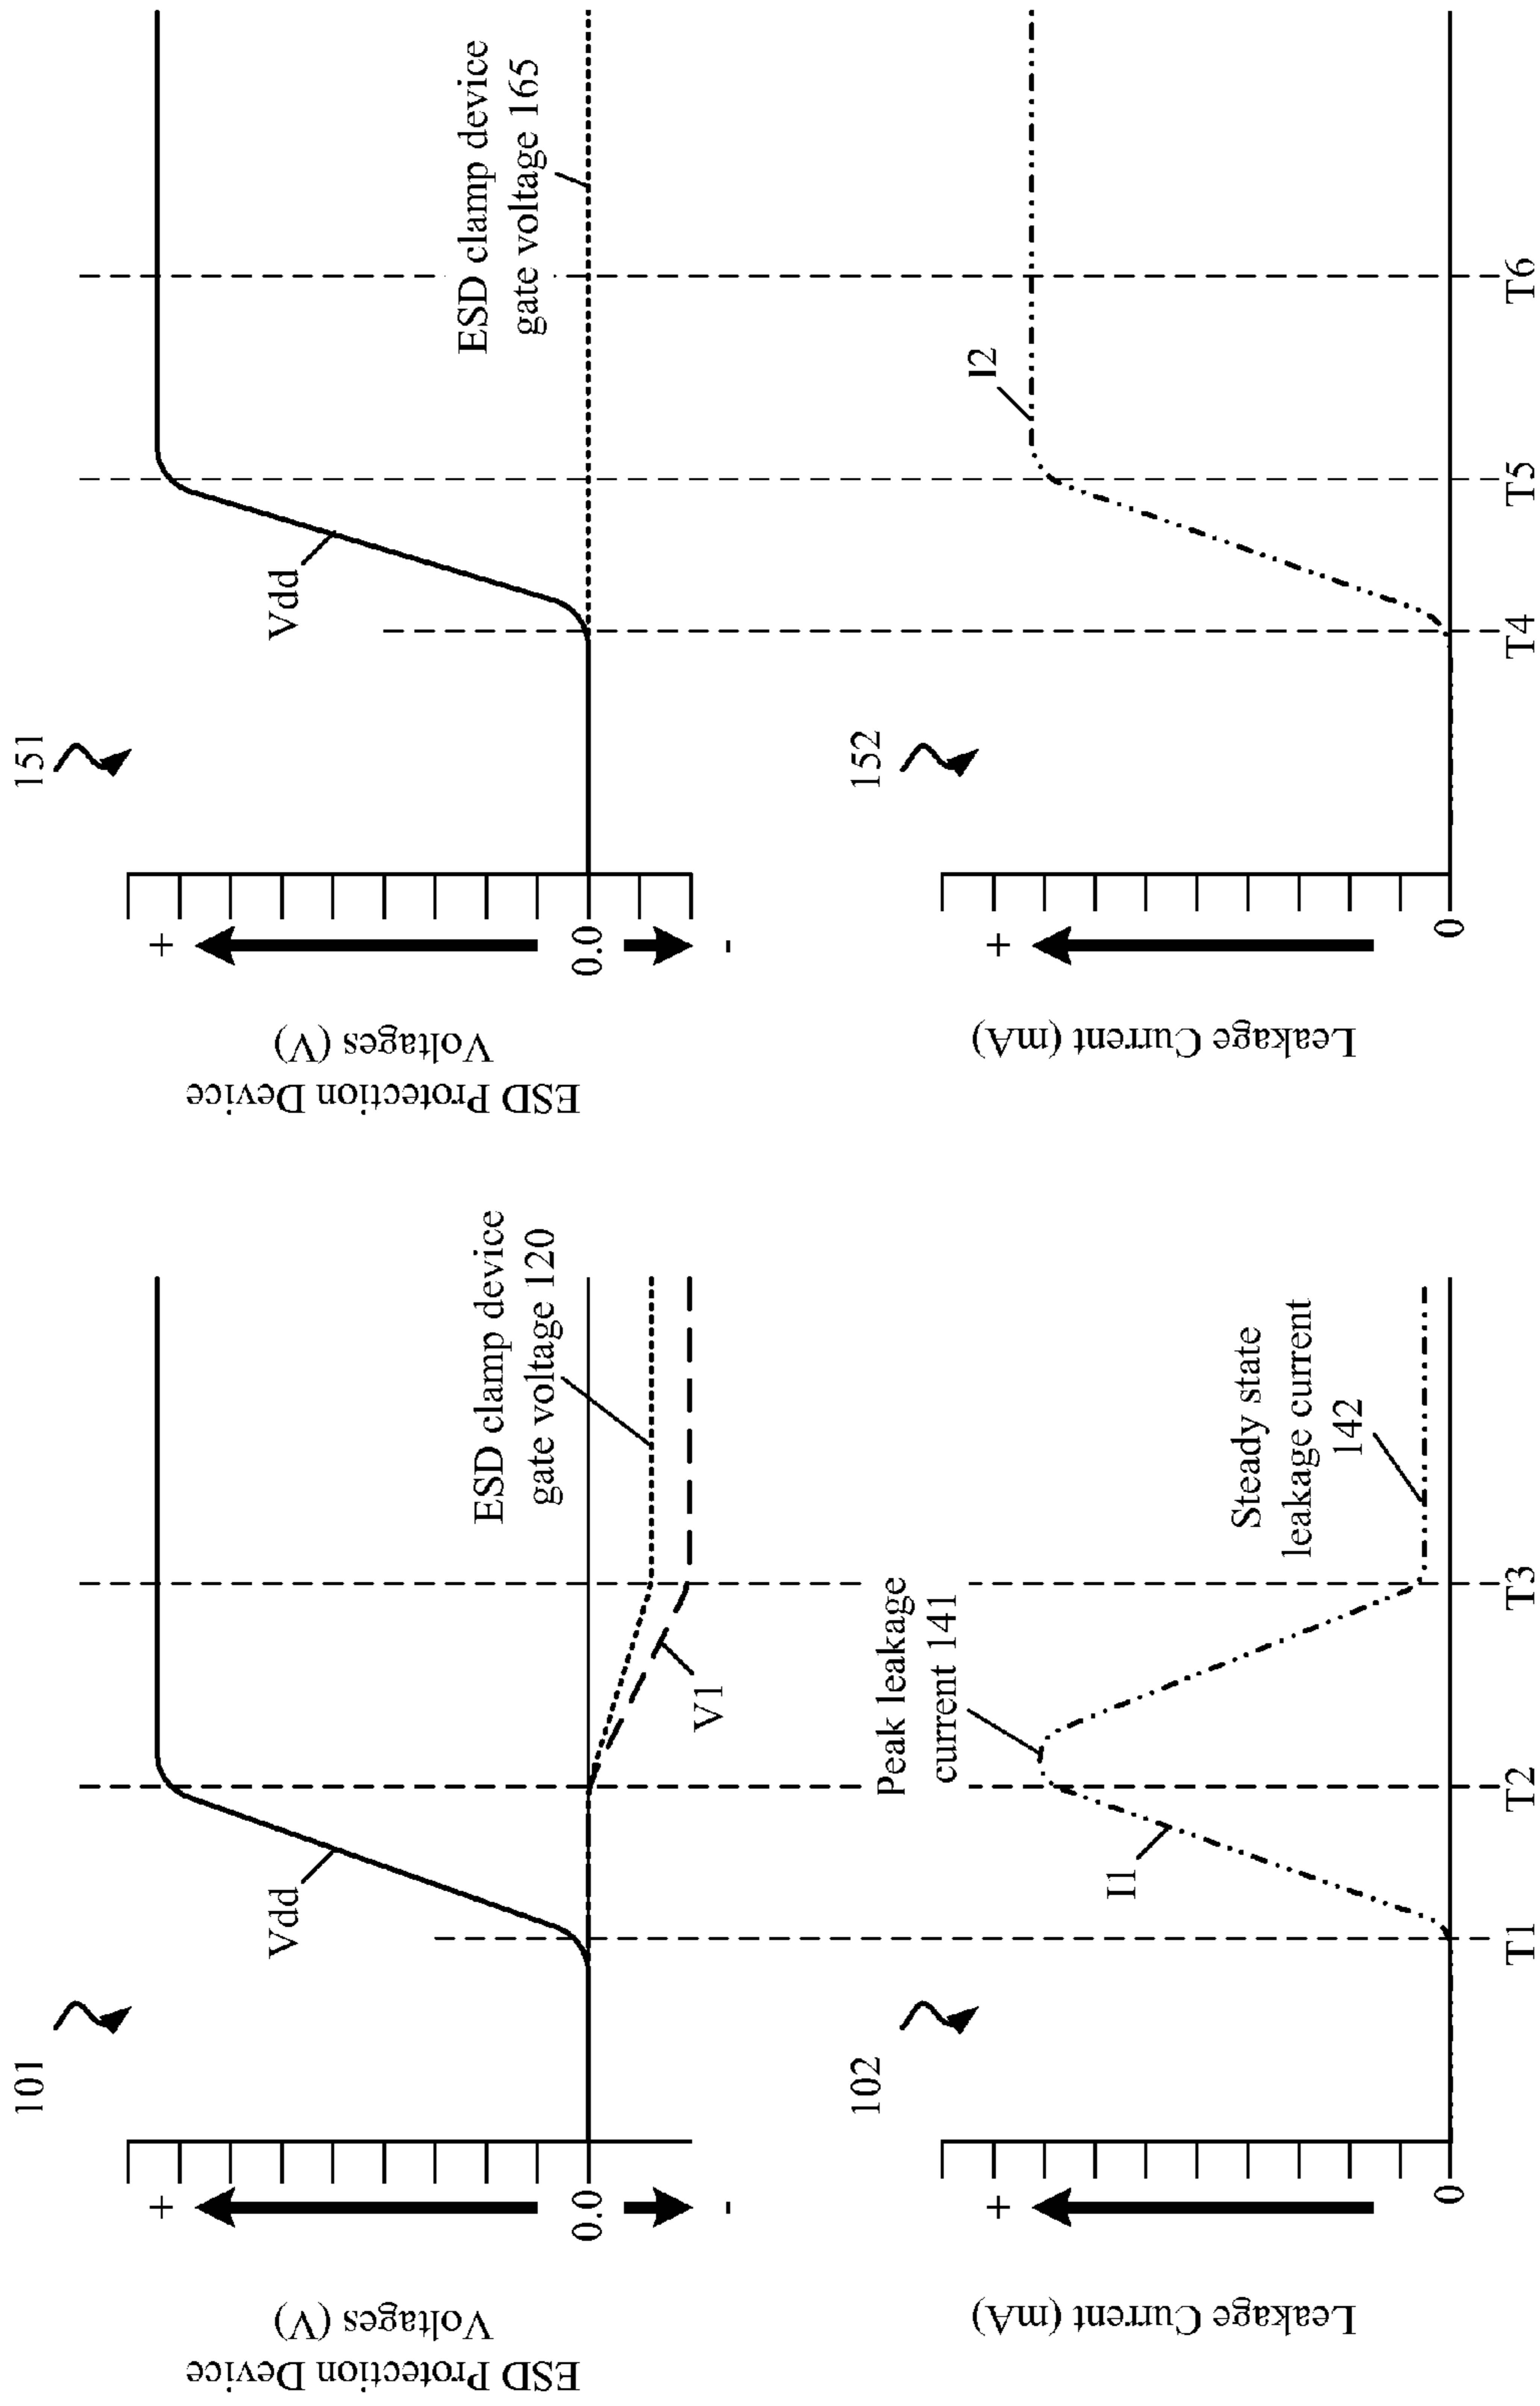 101
ESD Protection Device
Voltages (V)
+
0.0
-
Vdd
ESD clamp device
gate voltage 120
V1
102
Leakage Current (mA)
+
0
Peak leakage
current 141
I1
Steady state
leakage current
142
T1
T2
T3
151
ESD Protection Device
Voltages (V)
+
0.0
-
Vdd
ESD clamp device
gate voltage 165
152
Leakage Current (mA)
+
0
I2
T4
T5
T6